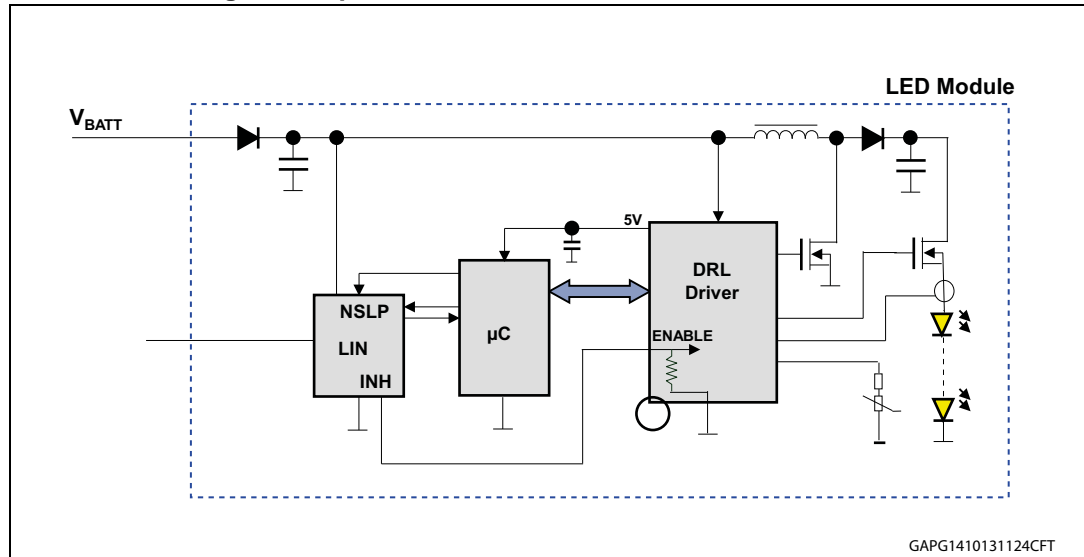 LED Module
VBATT
5V
DRL
Driver
NSLP
µC
LIN
ENABLE
INH
GAPG1410131124CFT